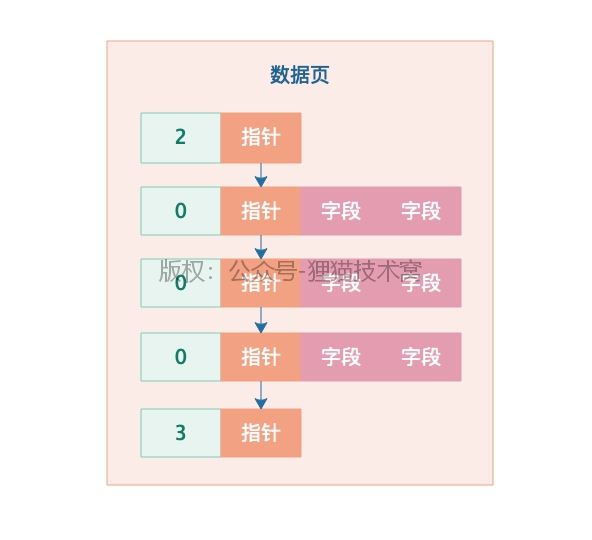 数据页
2 指针
0 指针 字段 字段
版权：公众号-狸猫技术窝
0 指针 字段 字段
0 指针 字段 字段
3 指针